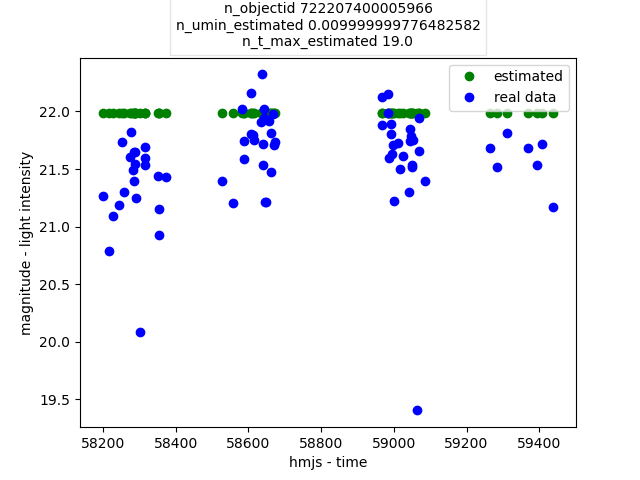 n_objectid 722207400005966
n_umin_estimated 0.009999999776482582
n_t_max_estimated 19.0
estimated
real data
magnitude - light intensity
22.0
21.5
21.0
20.5
20.0
19.5
58200 58400 58600 58800 59000 59200 59400
hmjs - time